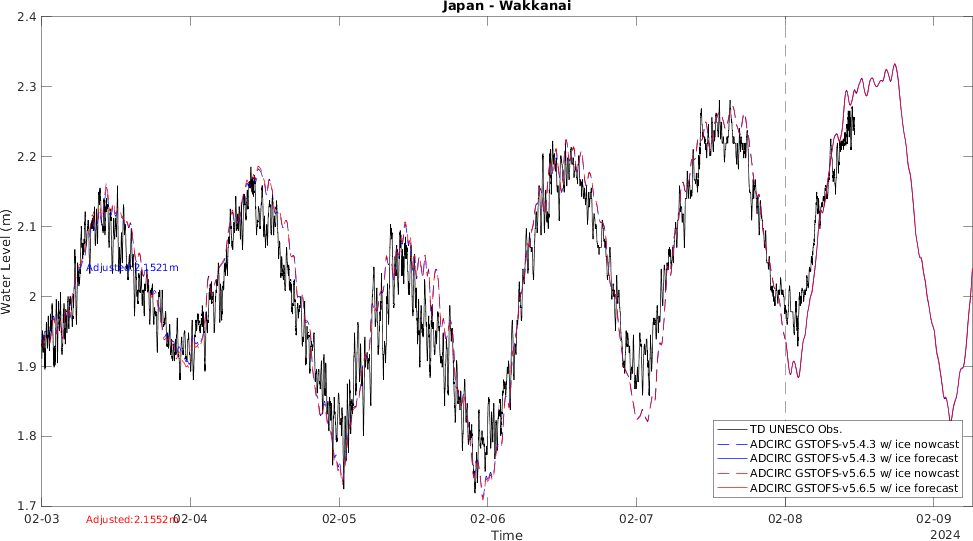 Japan - Wakkanai
2.4
2.3
2.2
2.1
2
1.9
1.8
1.7
Water Level (m)
Adjusted:2.1521m
Adjusted:2.1552m
TD UNESCO Obs.
ADCIRC GSTOFS-v5.4.3 w/ ice nowcast
ADCIRC GSTOFS-v5.4.3 w/ ice forecast
ADCIRC GSTOFS-v5.6.5 w/ ice nowcast
ADCIRC GSTOFS-v5.6.5 w/ ice forecast
02-03 02-04 02-05 02-06 02-07 02-08 02-09
Time
2024